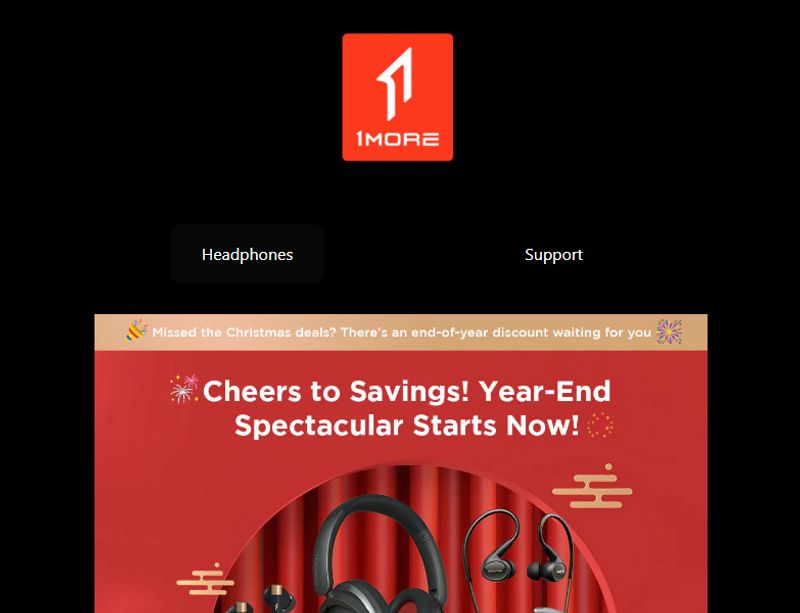 1MORE
Headphones
Support
Missed the Christmas deals? There's an end-of-year discount waiting for you
Cheers to Savings! Year-End
Spectacular Starts Now!